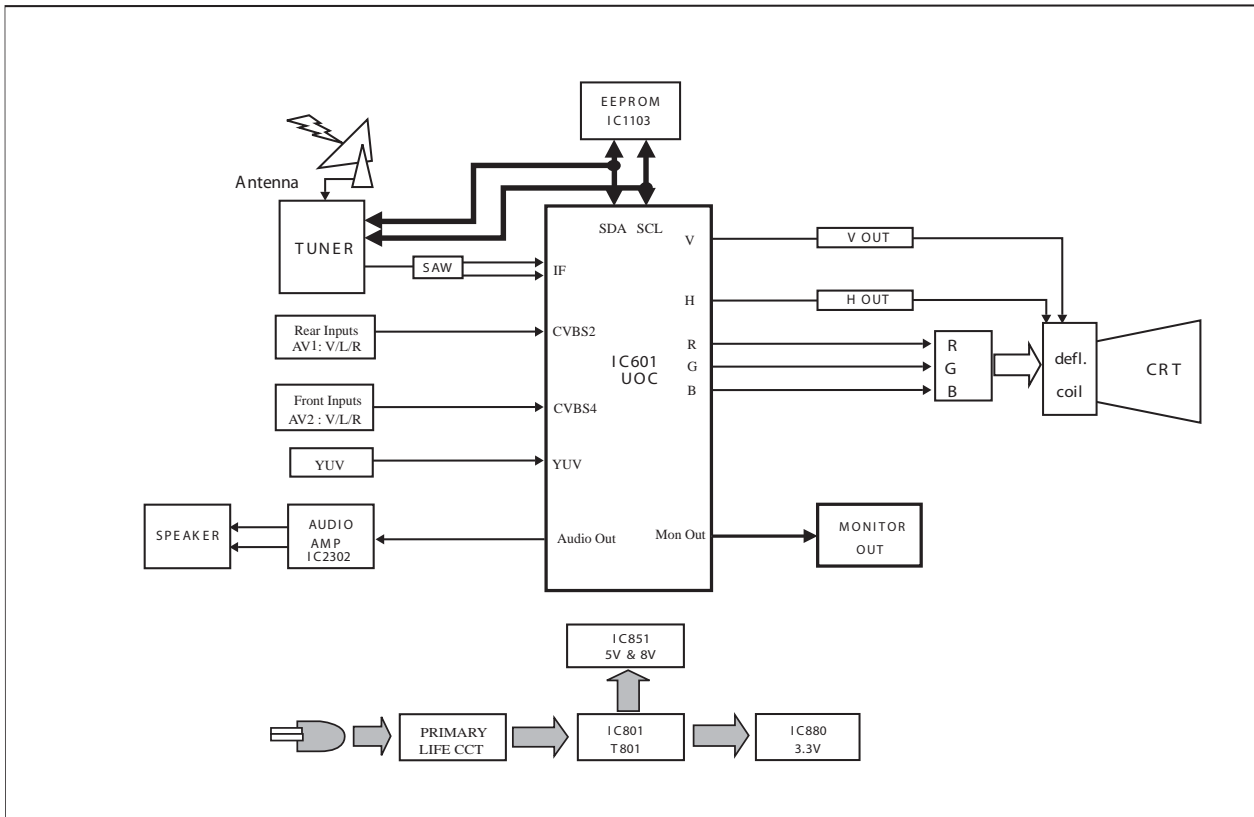 EEPROM
IC1103
Antenna
TUNER
SDA SCL
V
V OUT
SAW
IF
H
H OUT
Rear Inputs
AV1: V/L/R
CVBS2
IC601
UOC
R
G
B
R
G
B
defl.
coil
CRT
Front Inputs
AV2 : V/L/R
CVBS4
YUV
YUV
SPEAKER
AUDIO
AMP
IC2302
Audio Out
Mon Out
MONITOR
OUT
IC851
5V & 8V
PRIMARY
LIFE CCT
IC801
T801
IC880
3.3V